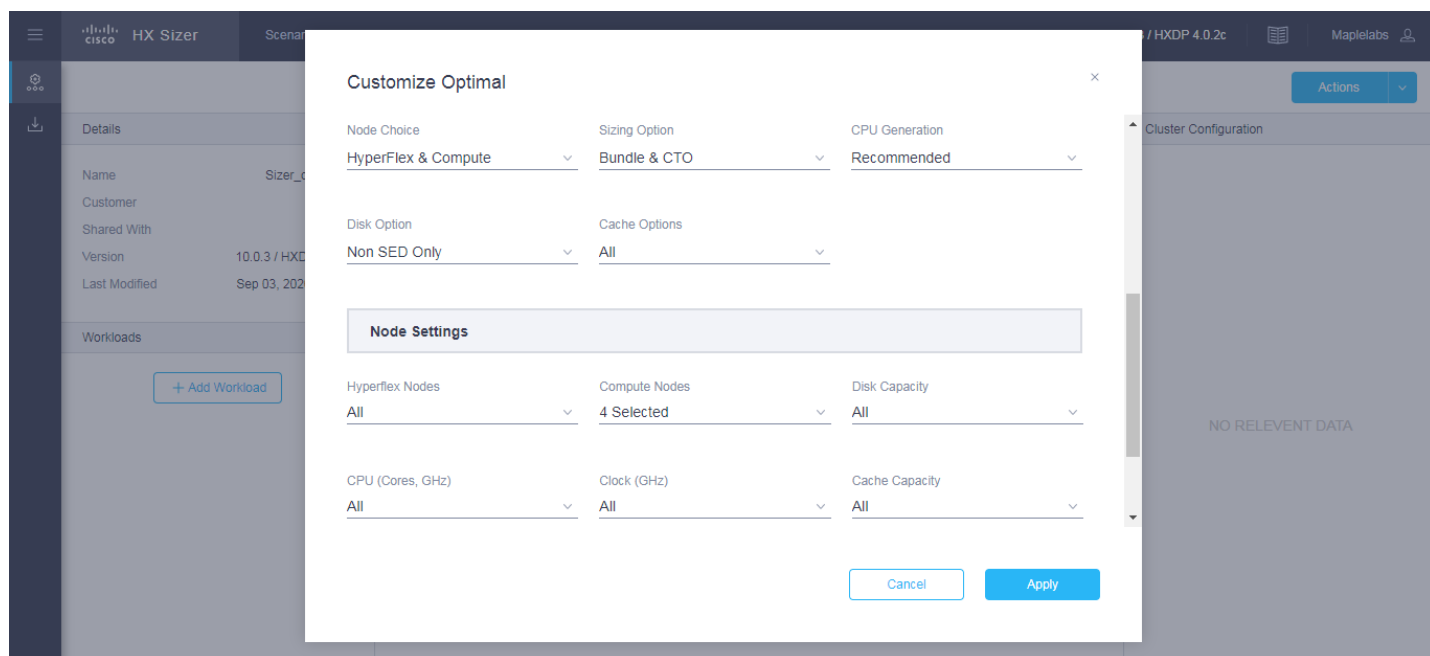 cisco HX Sizer
Scenar
/ HXDP 4.0.2c
Maplelabs
Actions
Details
Name Sizer_
Customer
Shared With
Version 10.0.3 / HXD
Last Modified Sep 03, 202
Workloads
+ Add Workload
Customize Optimal
×
Node Choice Sizing Option CPU Generation
HyperFlex & Compute Bundle & CTO Recommended
Disk Option Cache Options
Non SED Only All
Node Settings
Hyperflex Nodes Compute Nodes Disk Capacity
All 4 Selected All
CPU (Cores, GHz) Clock (GHz) Cache Capacity
All All All
Cancel Apply
Cluster Configuration
NO RELEVENT DATA